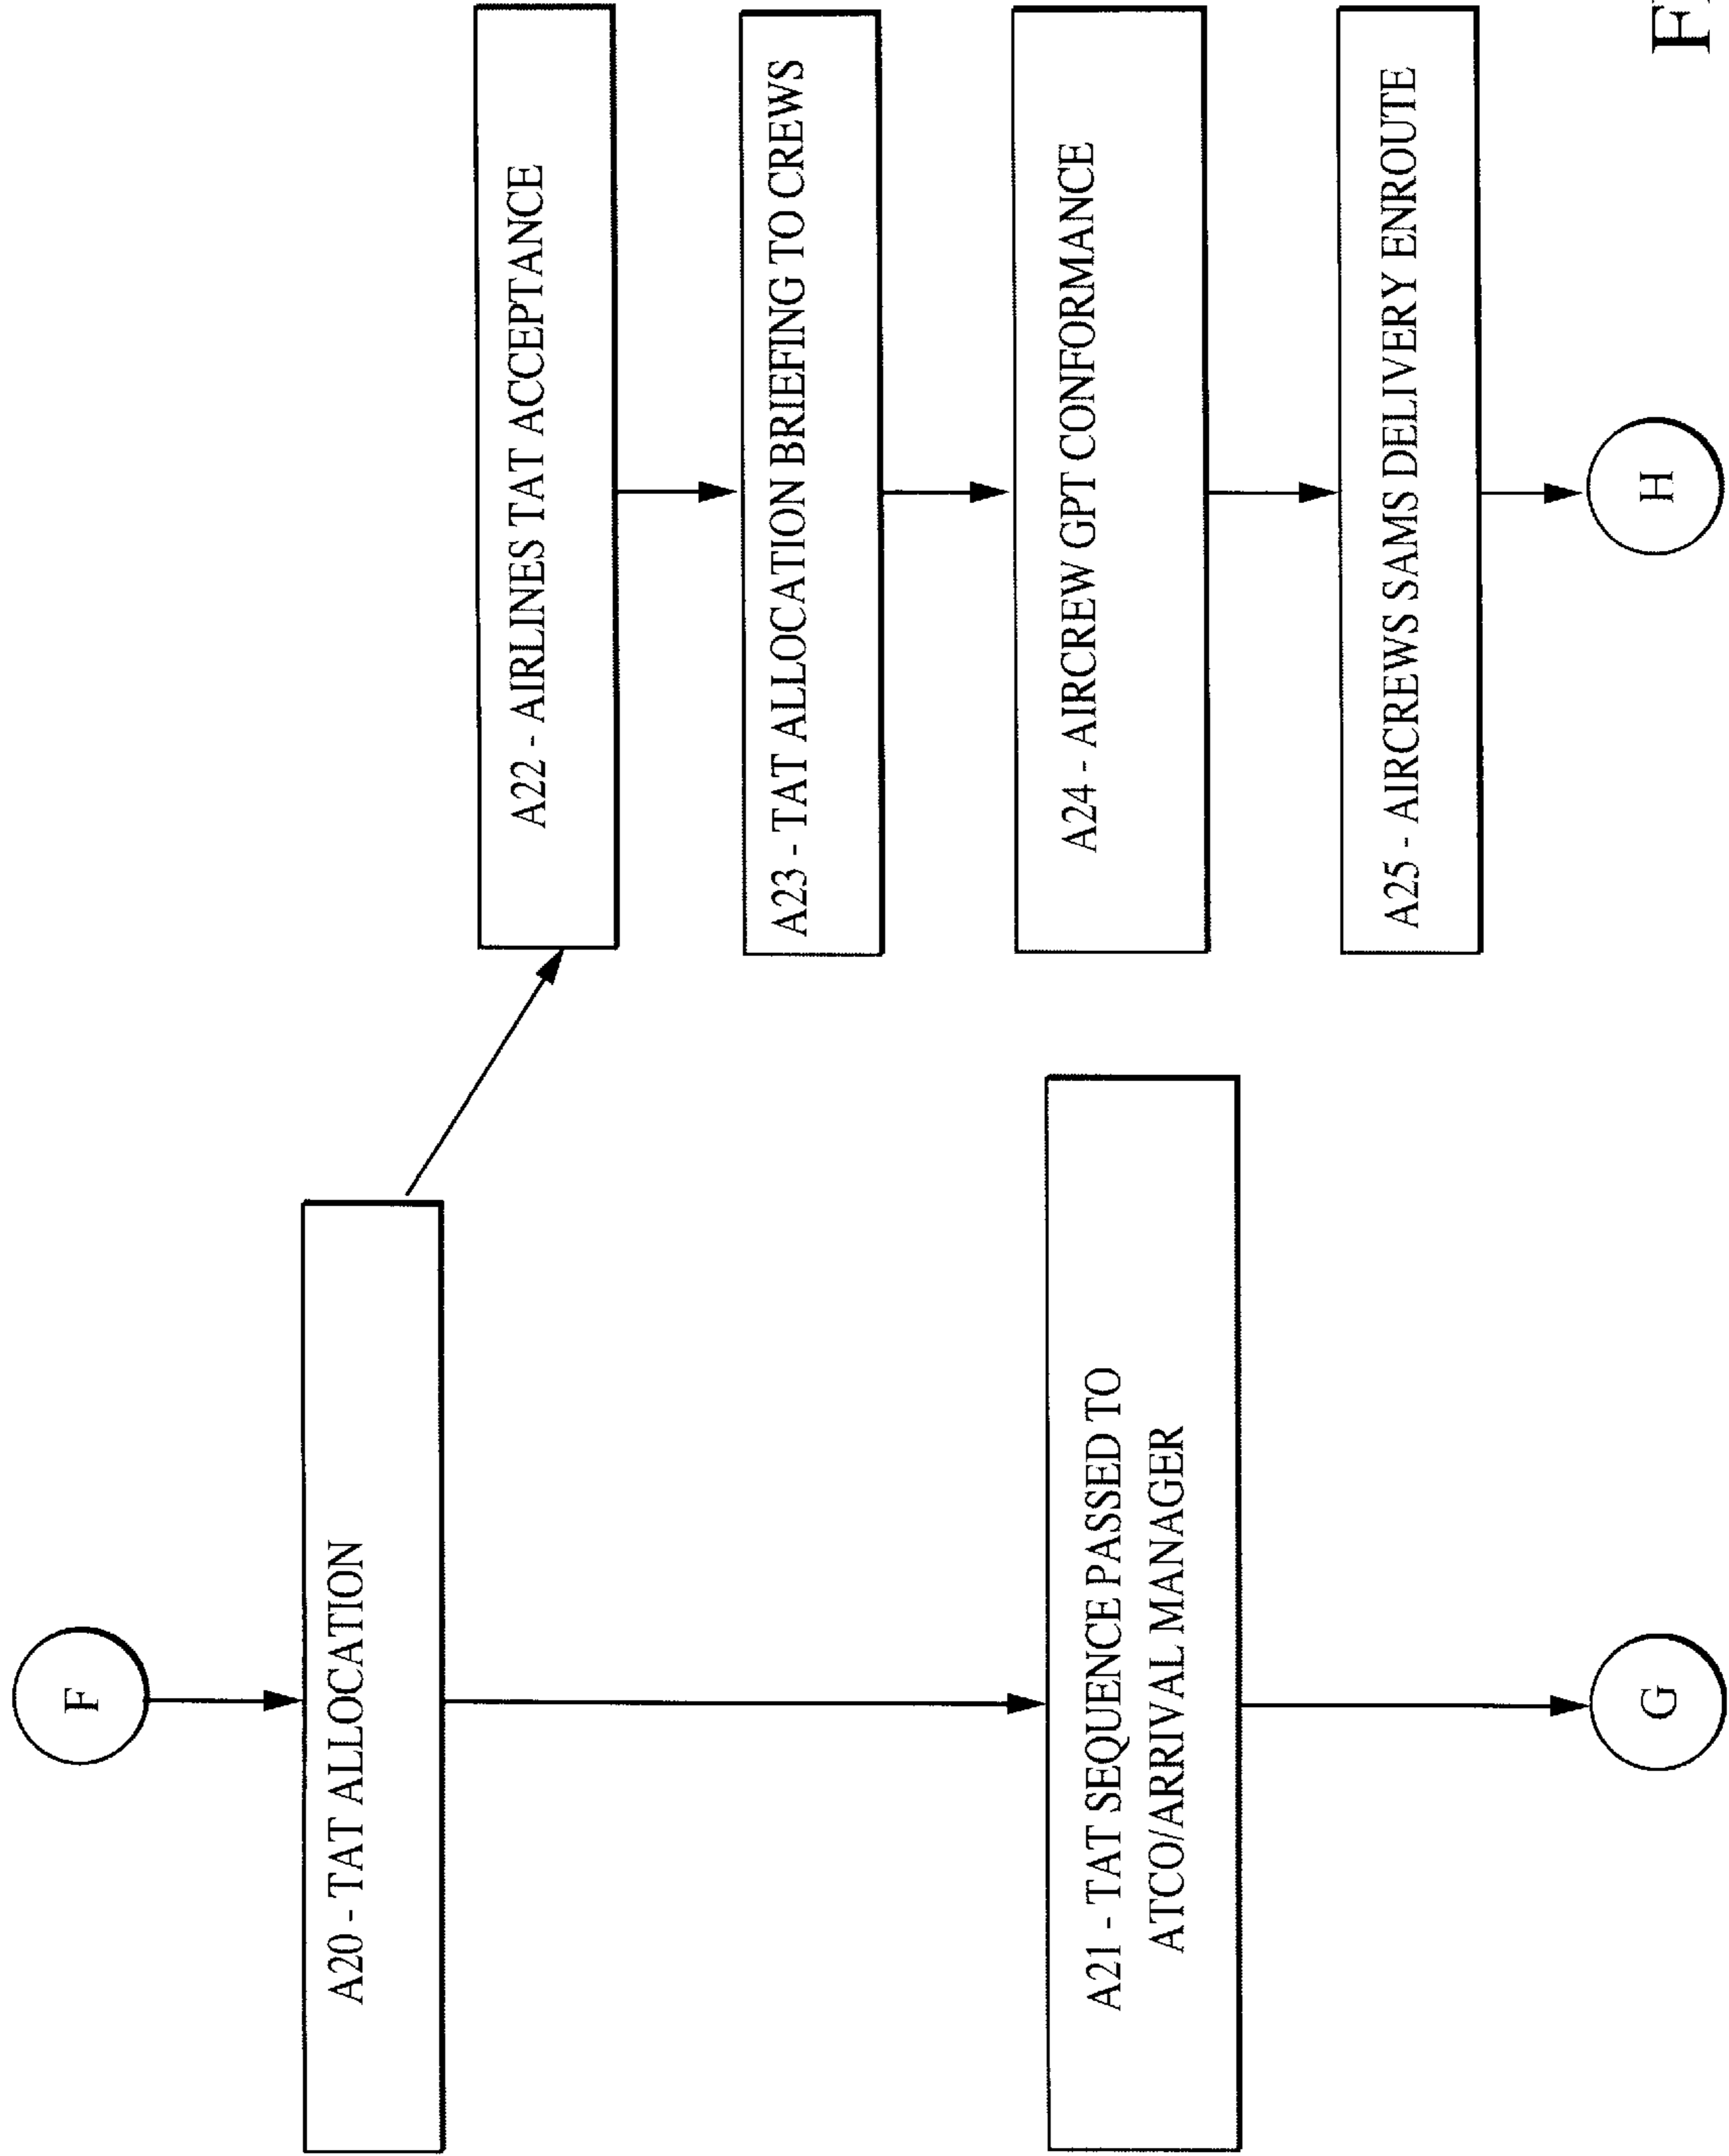 F
A20 - TAT ALLOCATION
A21 - TAT SEQUENCE PASSED TO
ATCO/ARRIVAL MANAGER
G
A22 - AIRLINES TAT ACCEPTANCE
A23 - TAT ALLOCATION BRIEFING TO CREWS
A24 - AIRCREW GPT CONFORMANCE
A25 - AIRCREWS SAMS DELIVERY ENROUTE
H